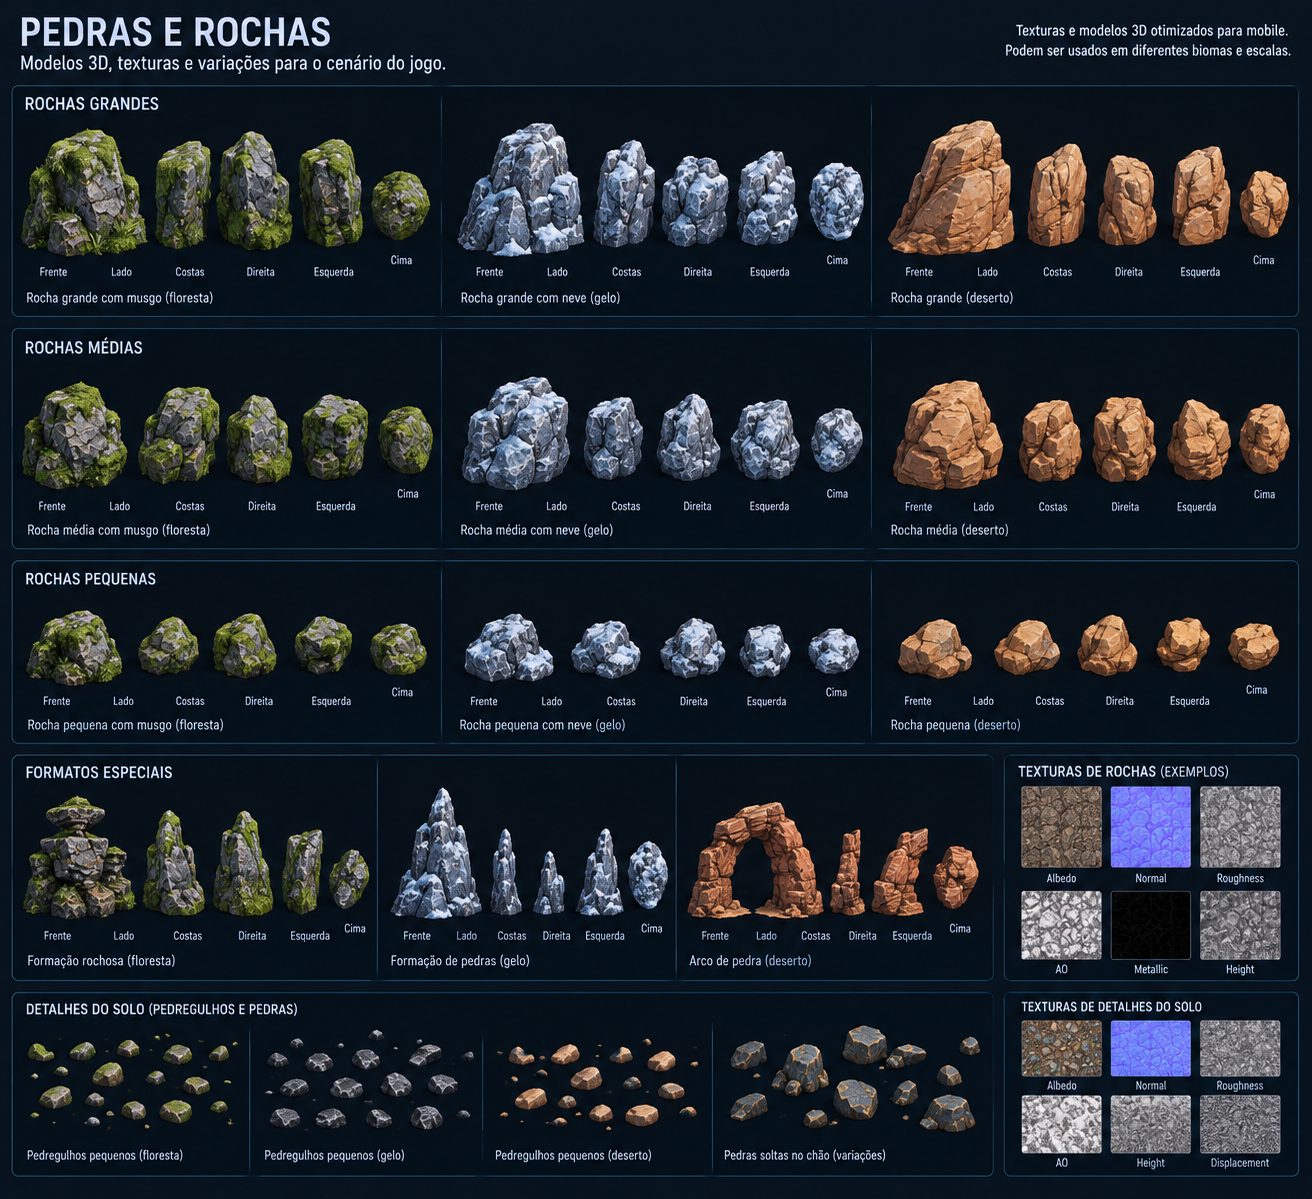 PEDRAS E ROCHAS
Modelos 3D, texturas e variações para o cenário do jogo.
Texturas e modelos 3D otimizados para mobile.
Podem ser usados em diferentes biomas e escalas.
ROCHAS GRANDES
Frente Lado Costas Direita Esquerda Cima
Rocha grande com musgo (floresta)
Frente Lado Costas Direita Esquerda Cima
Rocha grande com neve (gelo)
Frente Lado Costas Direita Esquerda Cima
Rocha grande (deserto)
ROCHAS MÉDIAS
Frente Lado Costas Direita Esquerda Cima
Rocha média com musgo (floresta)
Frente Lado Costas Direita Esquerda Cima
Rocha média com neve (gelo)
Frente Lado Costas Direita Esquerda Cima
Rocha média (deserto)
ROCHAS PEQUENAS
Frente Lado Costas Direita Esquerda Cima
Rocha pequena com musgo (floresta)
Frente Lado Costas Direita Esquerda Cima
Rocha pequena com neve (gelo)
Frente Lado Costas Direita Esquerda Cima
Rocha pequena (deserto)
FORMATOS ESPECIAIS
Frente Lado Costas Direita Esquerda Cima
Formação rochosa (floresta)
Frente Lado Costas Direita Esquerda Cima
Formação de pedras (gelo)
Frente Lado Costas Direita Esquerda Cima
Arco de pedra (deserto)
TEXTURAS DE ROCHAS (EXEMPLOS)
Albedo Normal Roughness
AO Metallic Height
DETALHES DO SOLO (PEDREGULHOS E PEDRAS)
Pedregulhos pequenos (floresta)
Pedregulhos pequenos (gelo)
Pedregulhos pequenos (deserto)
Pedras soltas no chão (variações)
TEXTURAS DE DETALHES DO SOLO
Albedo Normal Roughness
AO Height Displacement